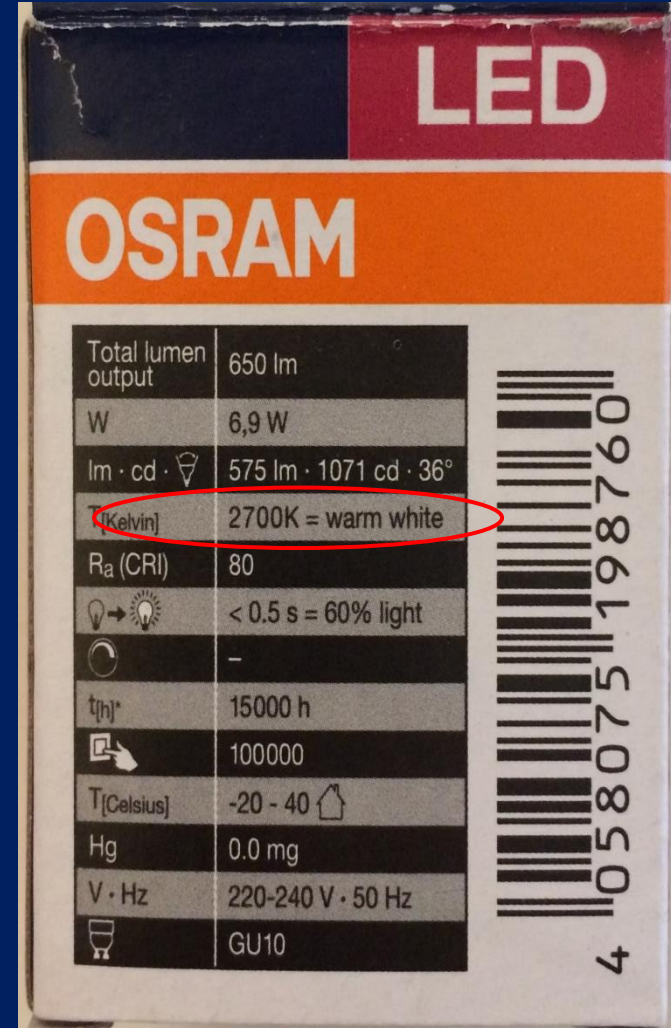 LED
OSRAM
Total lumen
output
650 lm
W
6,9 W
lm · cd ·
575 lm · 1071 cd · 36°
T[Kelvin]
2700K = warm white
Ra (CRI)
80
< 0.5 s = 60% light
–
t[h]*
15000 h
100000
T[Celsius]
-20 - 40
Hg
0.0 mg
V · Hz
220-240 V · 50 Hz
GU10
4 058075 198760